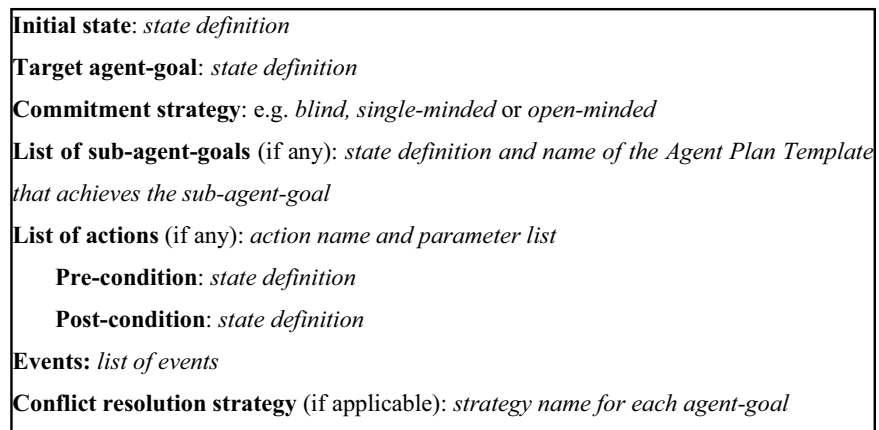 Initial state: state definition
Target agent-goal: state definition
Commitment strategy: e.g. blind, single-minded or open-minded
List of sub-agent-goals (if any): state definition and name of the Agent Plan Template
that achieves the sub-agent-goal
List of actions (if any): action name and parameter list
Pre-condition: state definition
Post-condition: state definition
Events: list of events
Conflict resolution strategy (if applicable): strategy name for each agent-goal